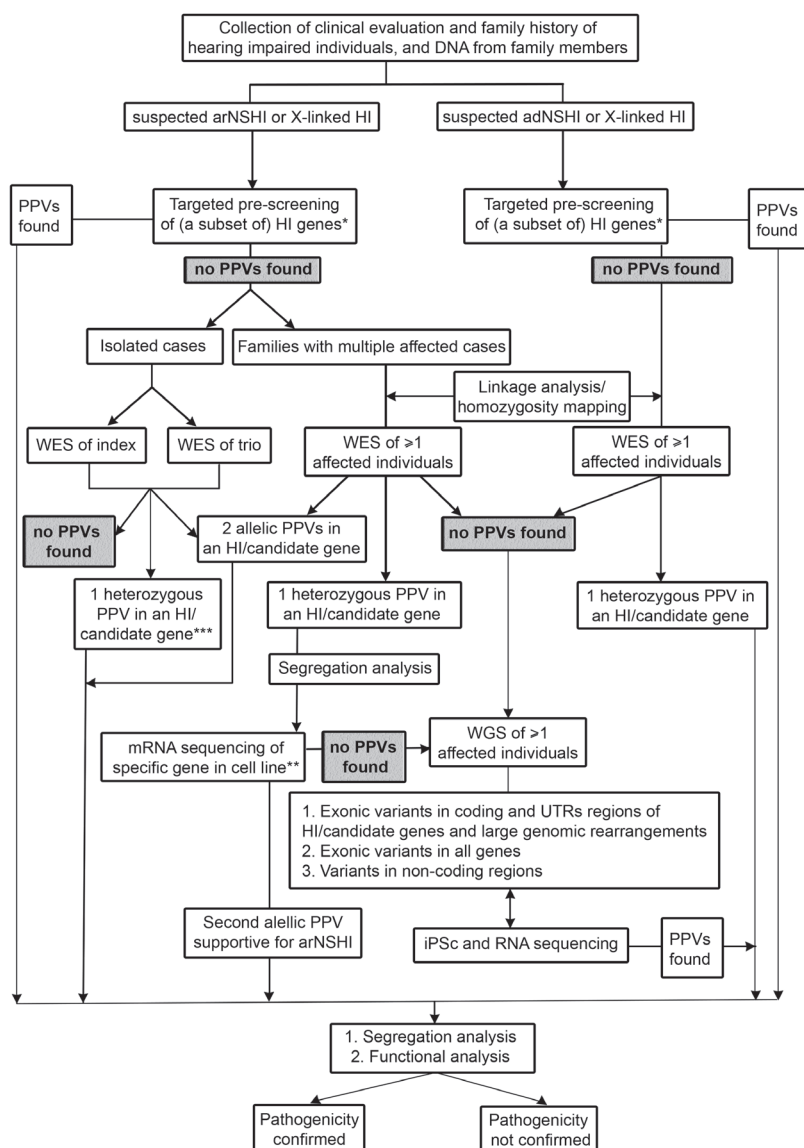 Collection of clinical evaluation and family history of
hearing impaired individuals, and DNA from family members
suspected arNSHI or X-linked HI
suspected adNSHI or X-linked HI
PPVs
found
Targeted pre-screening
of (a subset of) HI genes*
Targeted pre-screening
of (a subset of) HI genes*
PPVs
found
no PPVs found
no PPVs found
Isolated cases
Families with multiple affected cases
Linkage analysis/
homozygosity mapping
WES of index
WES of trio
WES of ⩾1
affected individuals
WES of ⩾1
affected individuals
no PPVs
found
2 allelic PPVs in
an HI/candidate gene
no PPVs found
1 heterozygous
PPV in an HI/
candidate gene***
1 heterozygous PPV in
an HI/candidate gene
1 heterozygous PPV in
an HI/candidate gene
Segregation analysis
mRNA sequencing of
specific gene in cell line**
no PPVs
found
WGS of ⩾1
affected individuals
1. Exonic variants in coding and UTRs regions of
HI/candidate genes and large genomic rearrangements
2. Exonic variants in all genes
3. Variants in non-coding regions
Second alellic PPV
supportive for arNSHI
iPSc and RNA sequencing
PPVs
found
1. Segregation analysis
2. Functional analysis
Pathogenicity
confirmed
Pathogenicity
not confirmed